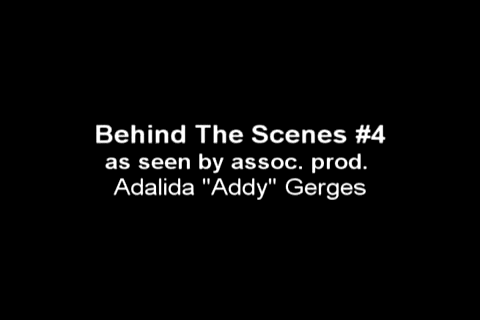 Behind The Scenes #4
as seen by assoc. prod.
Adalida "Addy" Gerges